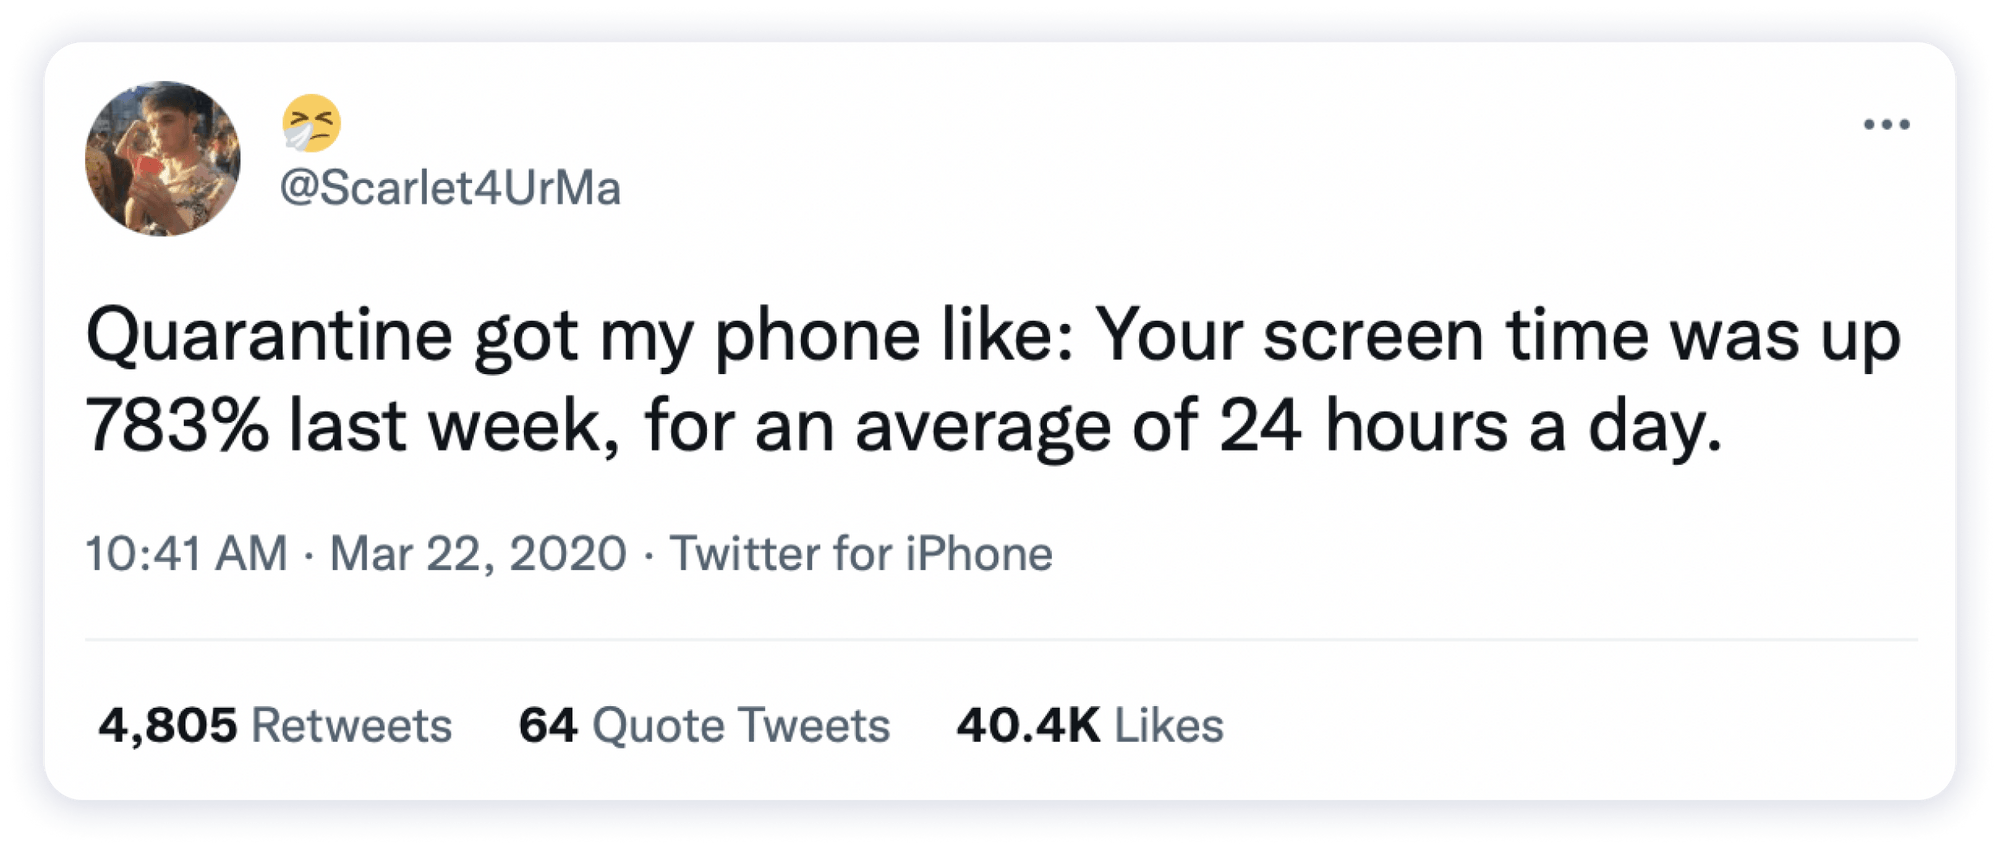 🤧
@Scarlet4UrMa
Quarantine got my phone like: Your screen time was up
783% last week, for an average of 24 hours a day.
10:41 AM · Mar 22, 2020 · Twitter for iPhone
4,805 Retweets 64 Quote Tweets 40.4K Likes